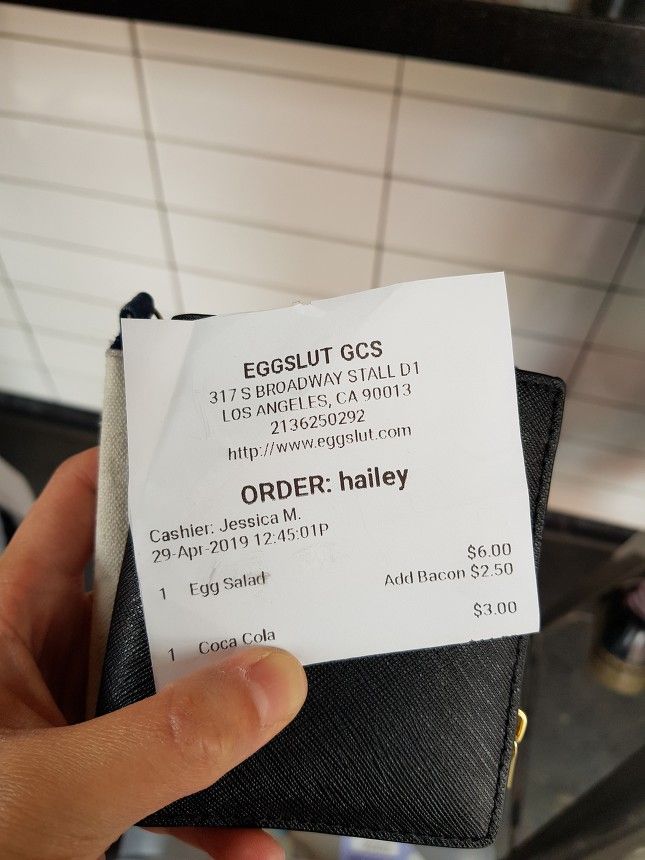 EGGSLUT GCS
317 S BROADWAY STALL D1
LOS ANGELES, CA 90013
2136250292
http://www.eggslut.com
ORDER: hailey
Cashier: Jessica M.
29-Apr-2019 12:45:01P
1 Egg Salad $6.00
Add Bacon $2.50
1 Coca Cola $3.00